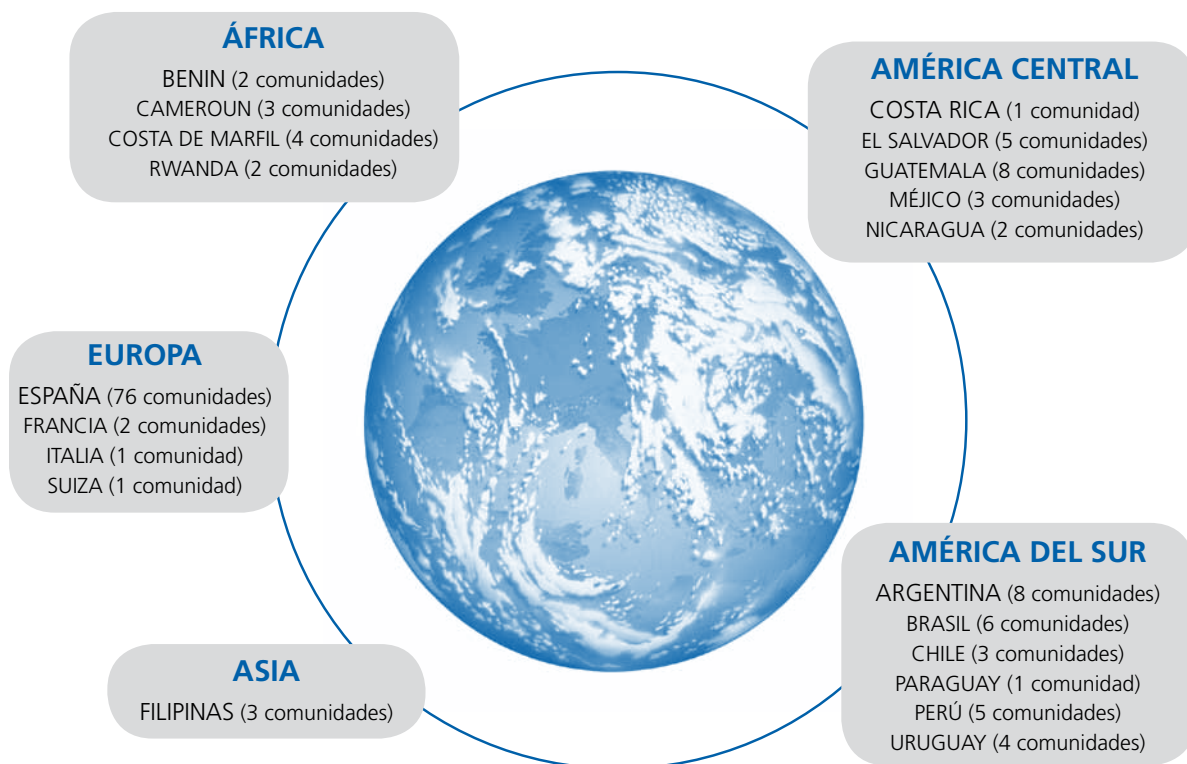 ÁFRICA
BENIN (2 comunidades)
CAMEROUN (3 comunidades)
COSTA DE MARFIL (4 comunidades)
RWANDA (2 comunidades)
AMÉRICA CENTRAL
COSTA RICA (1 comunidad)
EL SALVADOR (5 comunidades)
GUATEMALA (8 comunidades)
MÉJICO (3 comunidades)
NICARAGUA (2 comunidades)
EUROPA
ESPAÑA (76 comunidades)
FRANCIA (2 comunidades)
ITALIA (1 comunidad)
SUIZA (1 comunidad)
AMÉRICA DEL SUR
ARGENTINA (8 comunidades)
BRASIL (6 comunidades)
CHILE (3 comunidades)
PARAGUAY (1 comunidad)
PERÚ (5 comunidades)
URUGUAY (4 comunidades)
ASIA
FILIPINAS (3 comunidades)